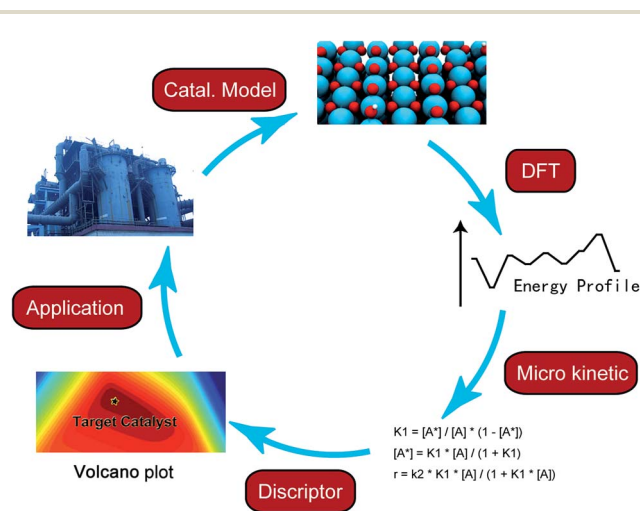 Catal. Model
DFT
Energy Profile
Application
Micro kinetic
Target Catalyst
K1 = [A*] / [A] * (1 - [A*])
[A*] = K1 * [A] / (1 + K1)
r = k2 * K1 * [A] / (1 + K1 * [A])
Volcano plot
Discriptor